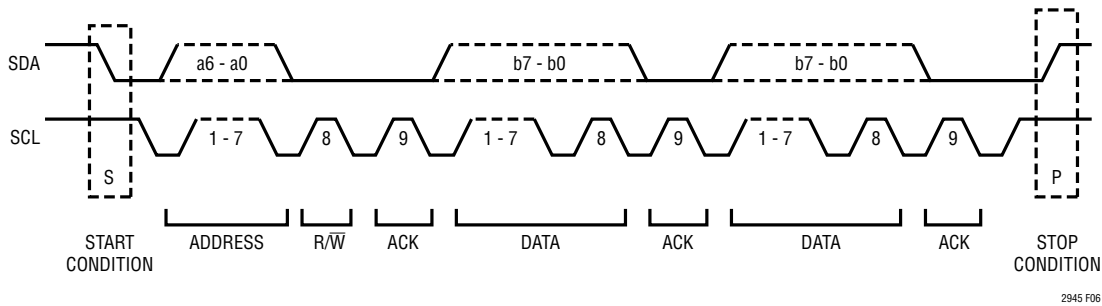 SDA
a6 - a0
b7 - b0
b7 - b0
SCL
1 - 7
8
9
1 - 7
8
9
1 - 7
8
9
S
P
START
CONDITION
ADDRESS
R/W̅
ACK
DATA
ACK
DATA
ACK
STOP
CONDITION
2945 F06